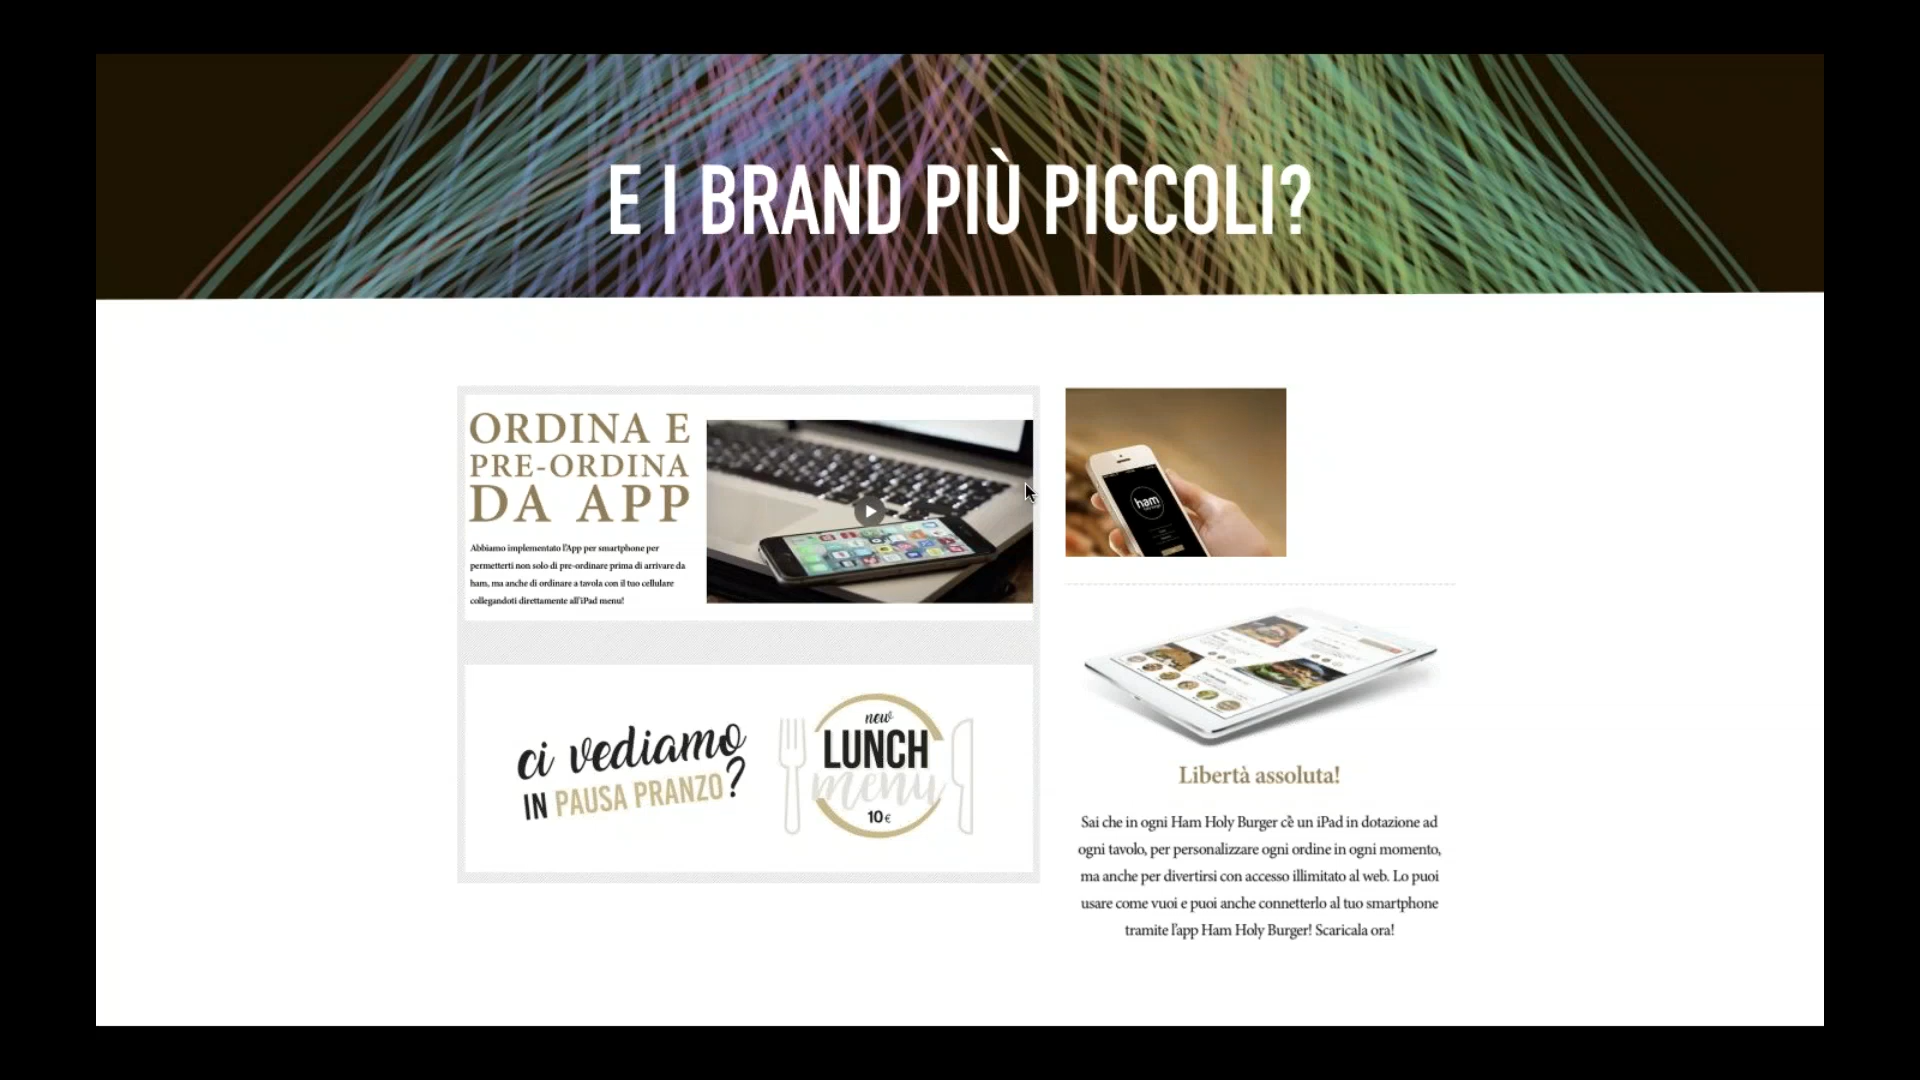 E I BRAND PIÙ PICCOLI?
ORDINA E
PRE-ORDINA
DA APP
Abbiamo implementato l'App per smartphone per
permetterti non solo di pre-ordinare prima di arrivare da
ham, ma anche di ordinare a tavola con il tuo cellulare
collegandoti direttamente all'iPad menu!
ham
ci vediamo
IN PAUSA PRANZO?
new
LUNCH
menu
10€
Libertà assoluta!
Sai che in ogni Ham Holy Burger c'è un iPad in dotazione ad
ogni tavolo, per personalizzare ogni ordine in ogni momento,
ma anche per divertirsi con accesso illimitato al web. Lo puoi
usare come vuoi e puoi anche connetterlo al tuo smartphone
tramite l'app Ham Holy Burger! Scaricala ora!